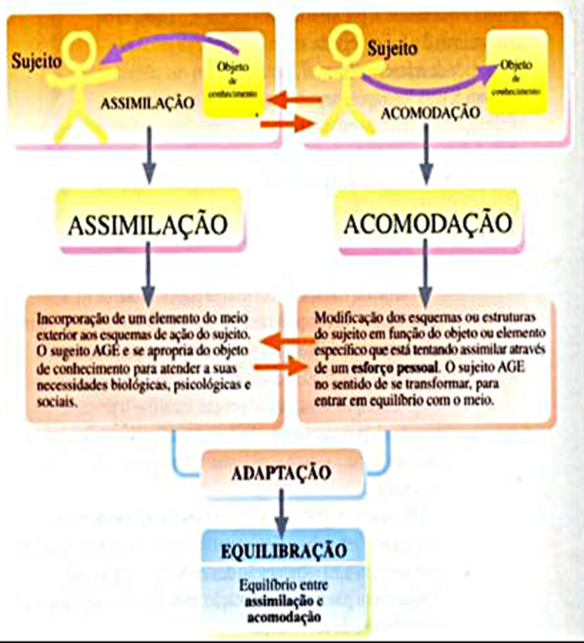 Sujeito
Objeto
de
conhecimento
ASSIMILAÇÃO
Sujeito
Objeto
de
conhecimento
ACOMODAÇÃO
ASSIMILAÇÃO
ACOMODAÇÃO
Incorporação de um elemento do meio
exterior aos esquemas de ação do sujeito.
O sugeito AGE e se apropria do objeto
de conhecimento para atender a suas
necessidades biológicas, psicológicas e
sociais.
Modificação dos esquemas ou estruturas
do sujeito em função do objeto ou elemento
específico que está tentando assimilar através
de um esforço pessoal. O sujeito AGE
no sentido de se transformar, para
entrar em equilíbrio com o meio.
ADAPTAÇÃO
EQUILIBRAÇÃO
Equilíbrio entre
assimilação e
acomodação